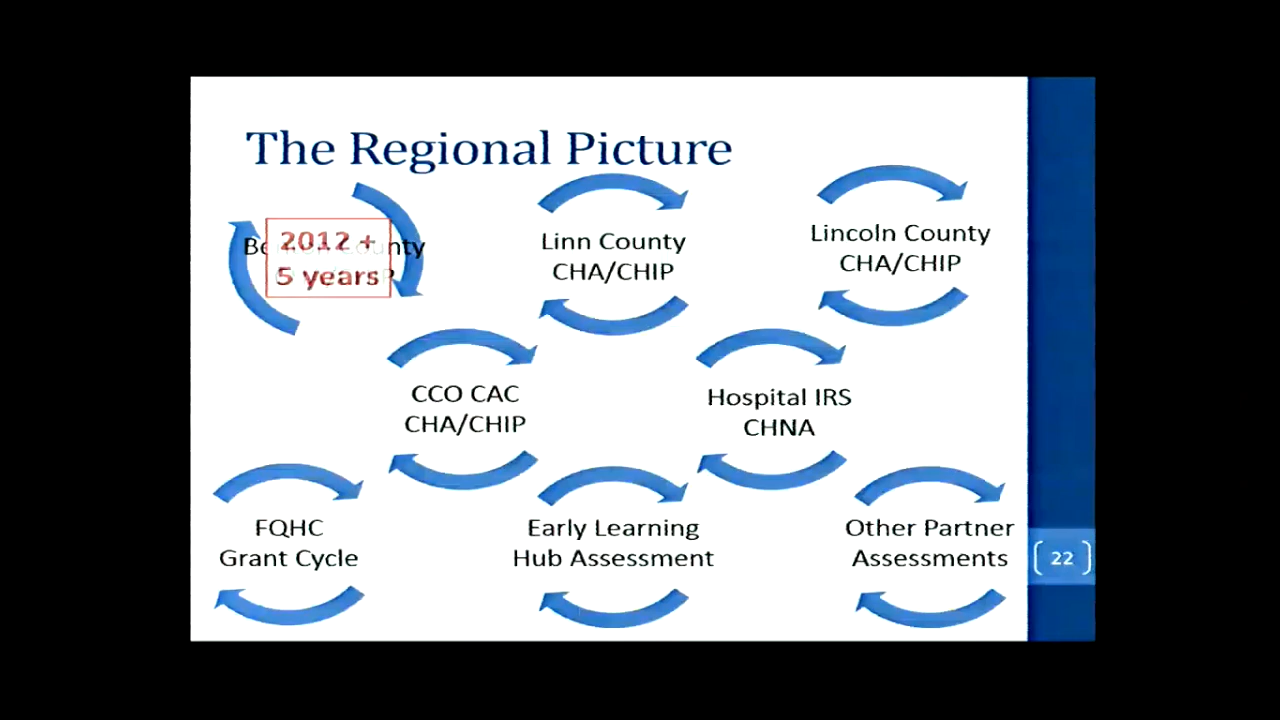 The Regional Picture
2012 +
5 years
County
Linn County
CHA/CHIP
Lincoln County
CHA/CHIP
CCO CAC
CHA/CHIP
Hospital IRS
CHNA
FQHC
Grant Cycle
Early Learning
Hub Assessment
Other Partner
Assessments
22